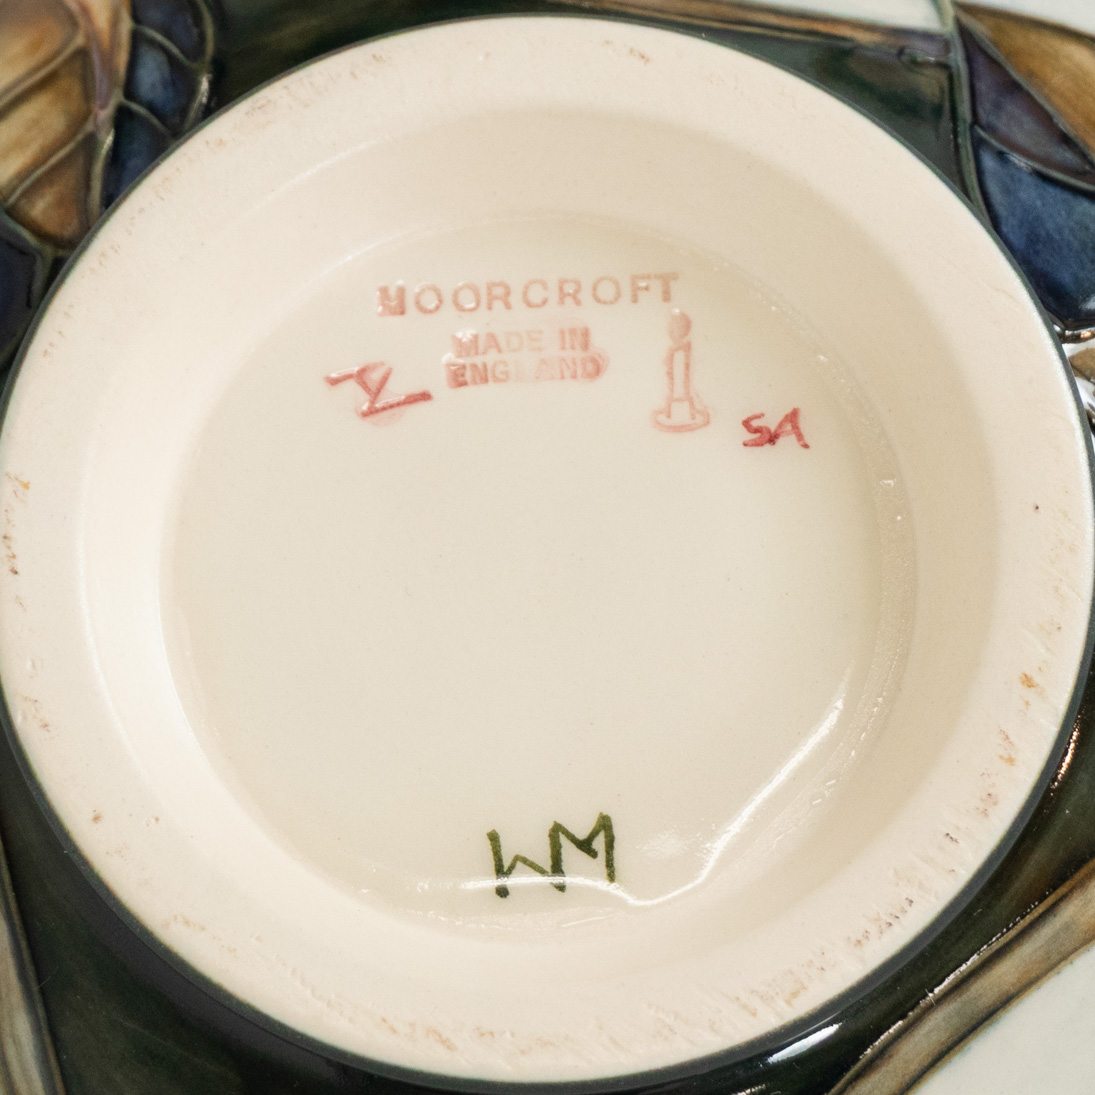 MOORCROFT
MADE IN
ENGLAND
SA
WM